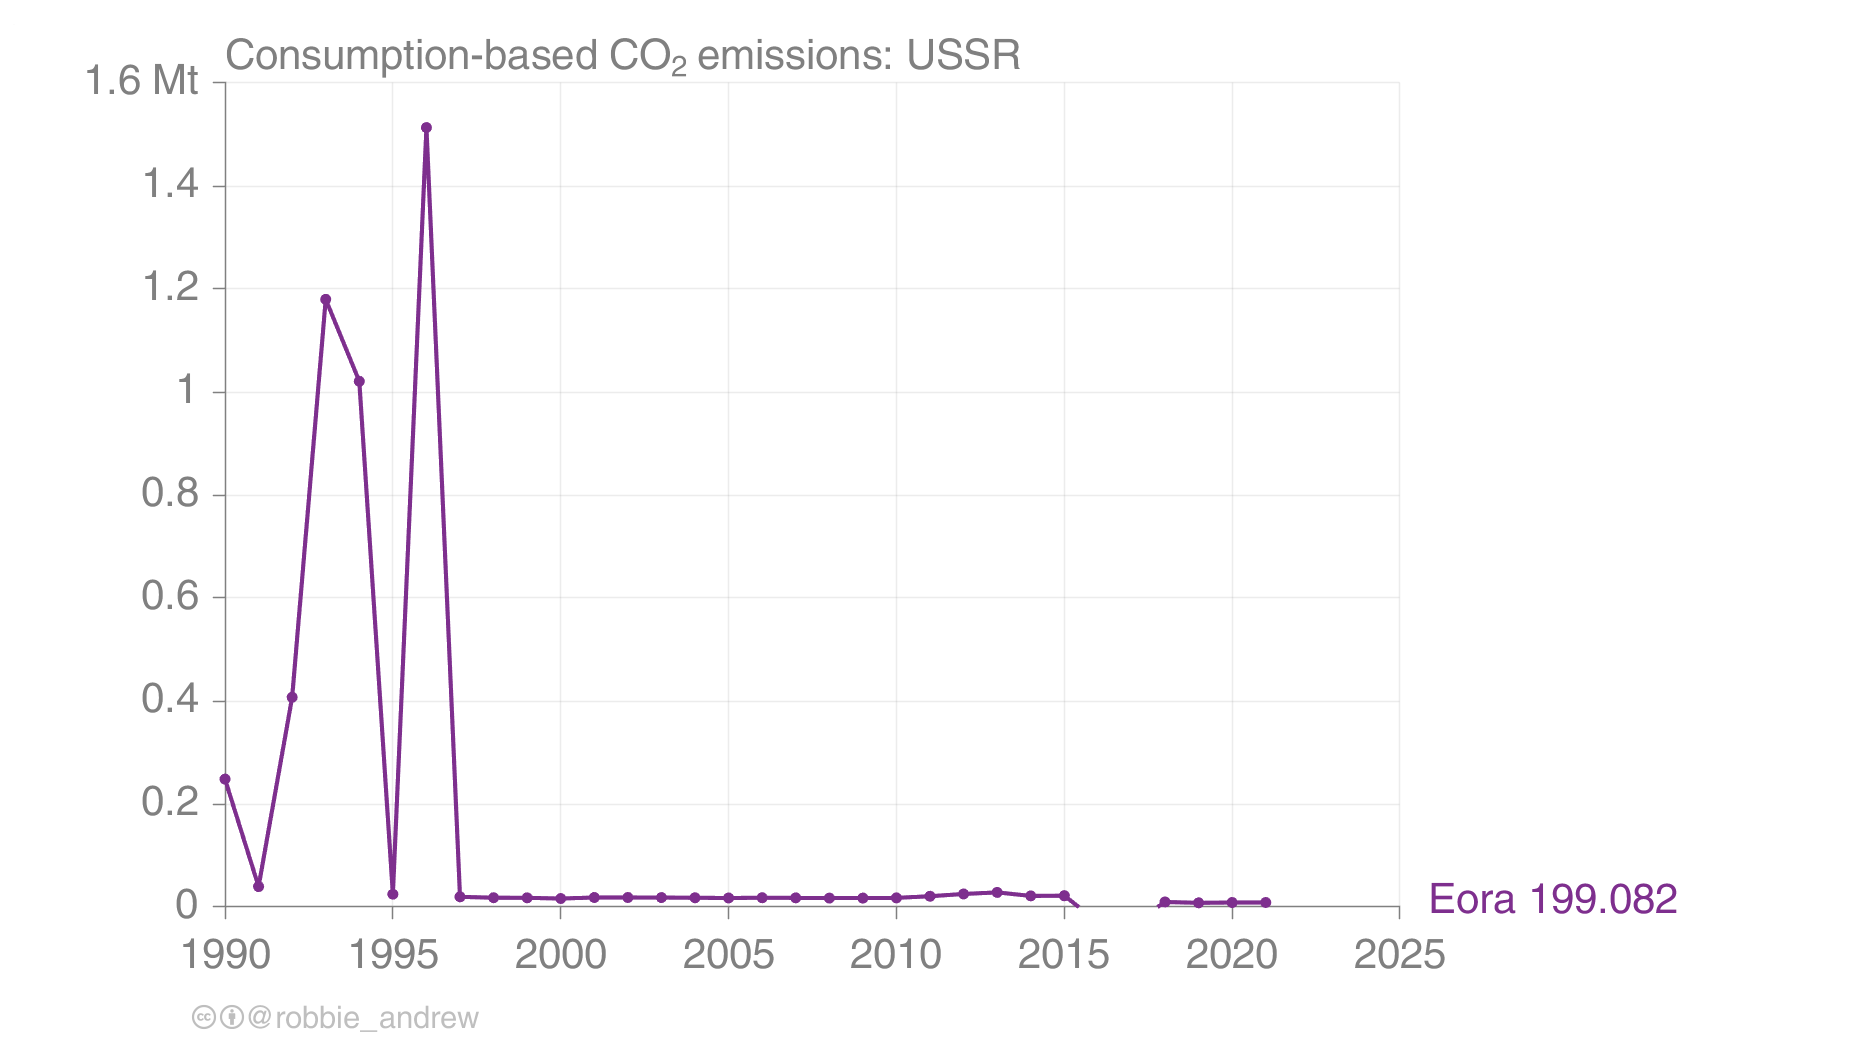 Consumption-based CO₂ emissions: USSR
1.6 Mt
1.4
1.2
1
0.8
0.6
0.4
0.2
0
1990 1995 2000 2005 2010 2015 2020 2025
Eora 199.082
cc @robbie_andrew